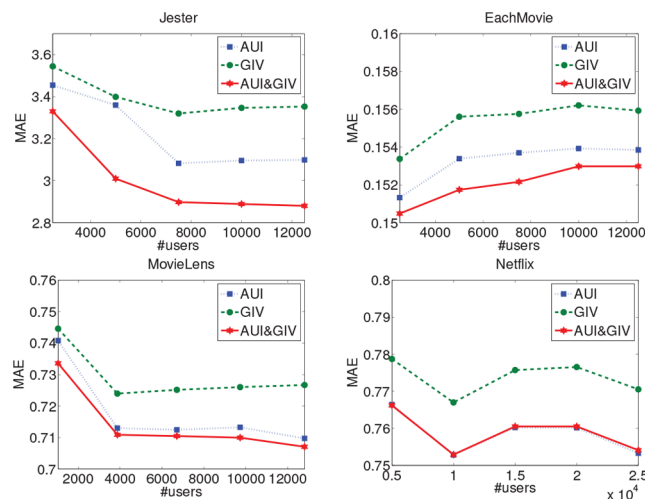 Jester
3.6
3.4
3.2
3
2.8
MAE
AUI
GIV
AUI&GIV
4000 6000 8000 10000 12000
#users
EachMovie
0.16
0.158
0.156
0.154
0.152
0.15
MAE
AUI
GIV
AUI&GIV
4000 6000 8000 10000 12000
#users
MovieLens
0.76
0.75
0.74
0.73
0.72
0.71
0.7
MAE
AUI
GIV
AUI&GIV
2000 4000 6000 8000 10000 12000
#users
Netflix
0.8
0.79
0.78
0.77
0.76
0.75
MAE
AUI
GIV
AUI&GIV
0.5 1 1.5 2 2.5
#users
x 10⁴